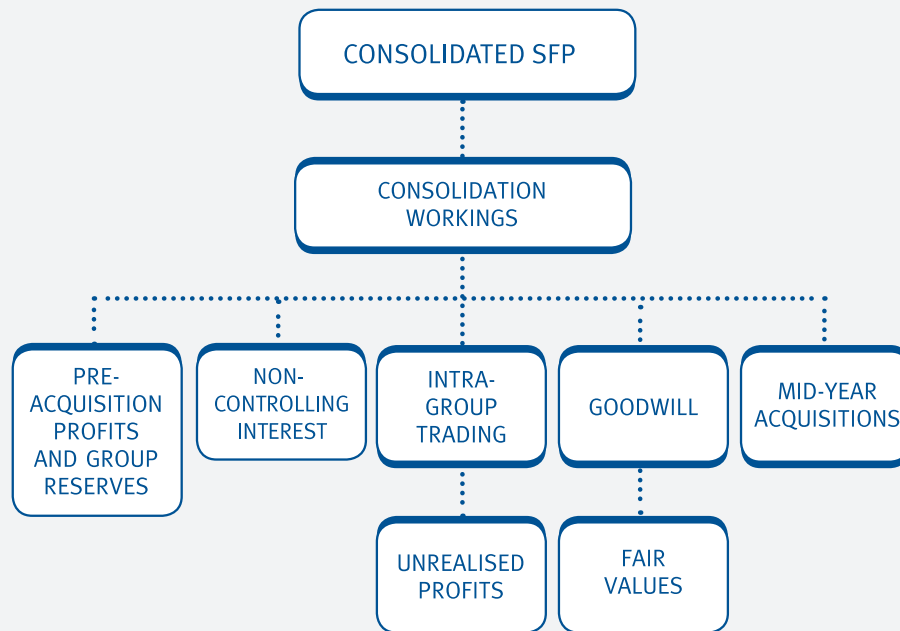 CONSOLIDATED SFP
CONSOLIDATION
WORKINGS
PRE-
ACQUISITION
PROFITS
AND GROUP
RESERVES
NON-
CONTROLLING
INTEREST
INTRA-
GROUP
TRADING
GOODWILL
MID-YEAR
ACQUISITIONS
UNREALISED
PROFITS
FAIR
VALUES